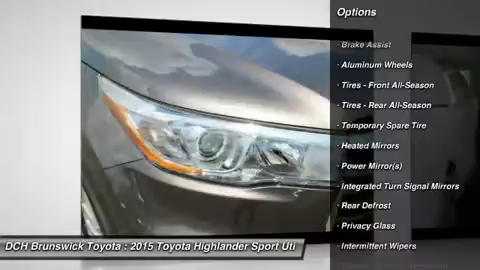 Options
· Brake Assist
· Aluminum Wheels
· Tires - Front All-Season
· Tires - Rear All-Season
· Temporary Spare Tire
· Heated Mirrors
· Power Mirror(s)
· Integrated Turn Signal Mirrors
· Rear Defrost
· Privacy Glass
· Intermittent Wipers
DCH Brunswick Toyota : 2015 Toyota Highlander Sport Uti